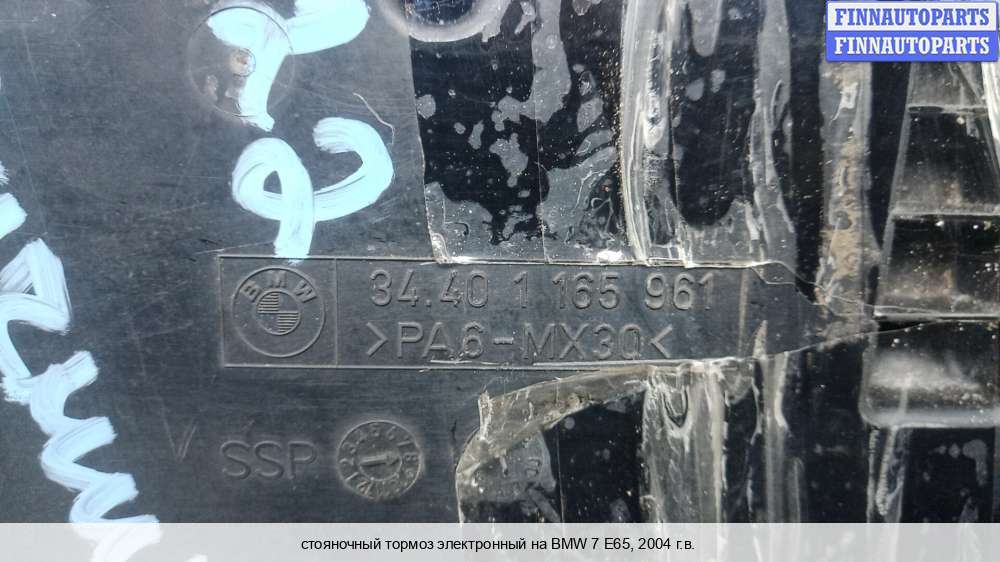 FINNAUTOPARTS
FINNAUTOPARTS
BMW
34.40 1 165 961
>PA6-MX30<
SSP
стояночный тормоз электронный на BMW 7 E65, 2004 г.в.